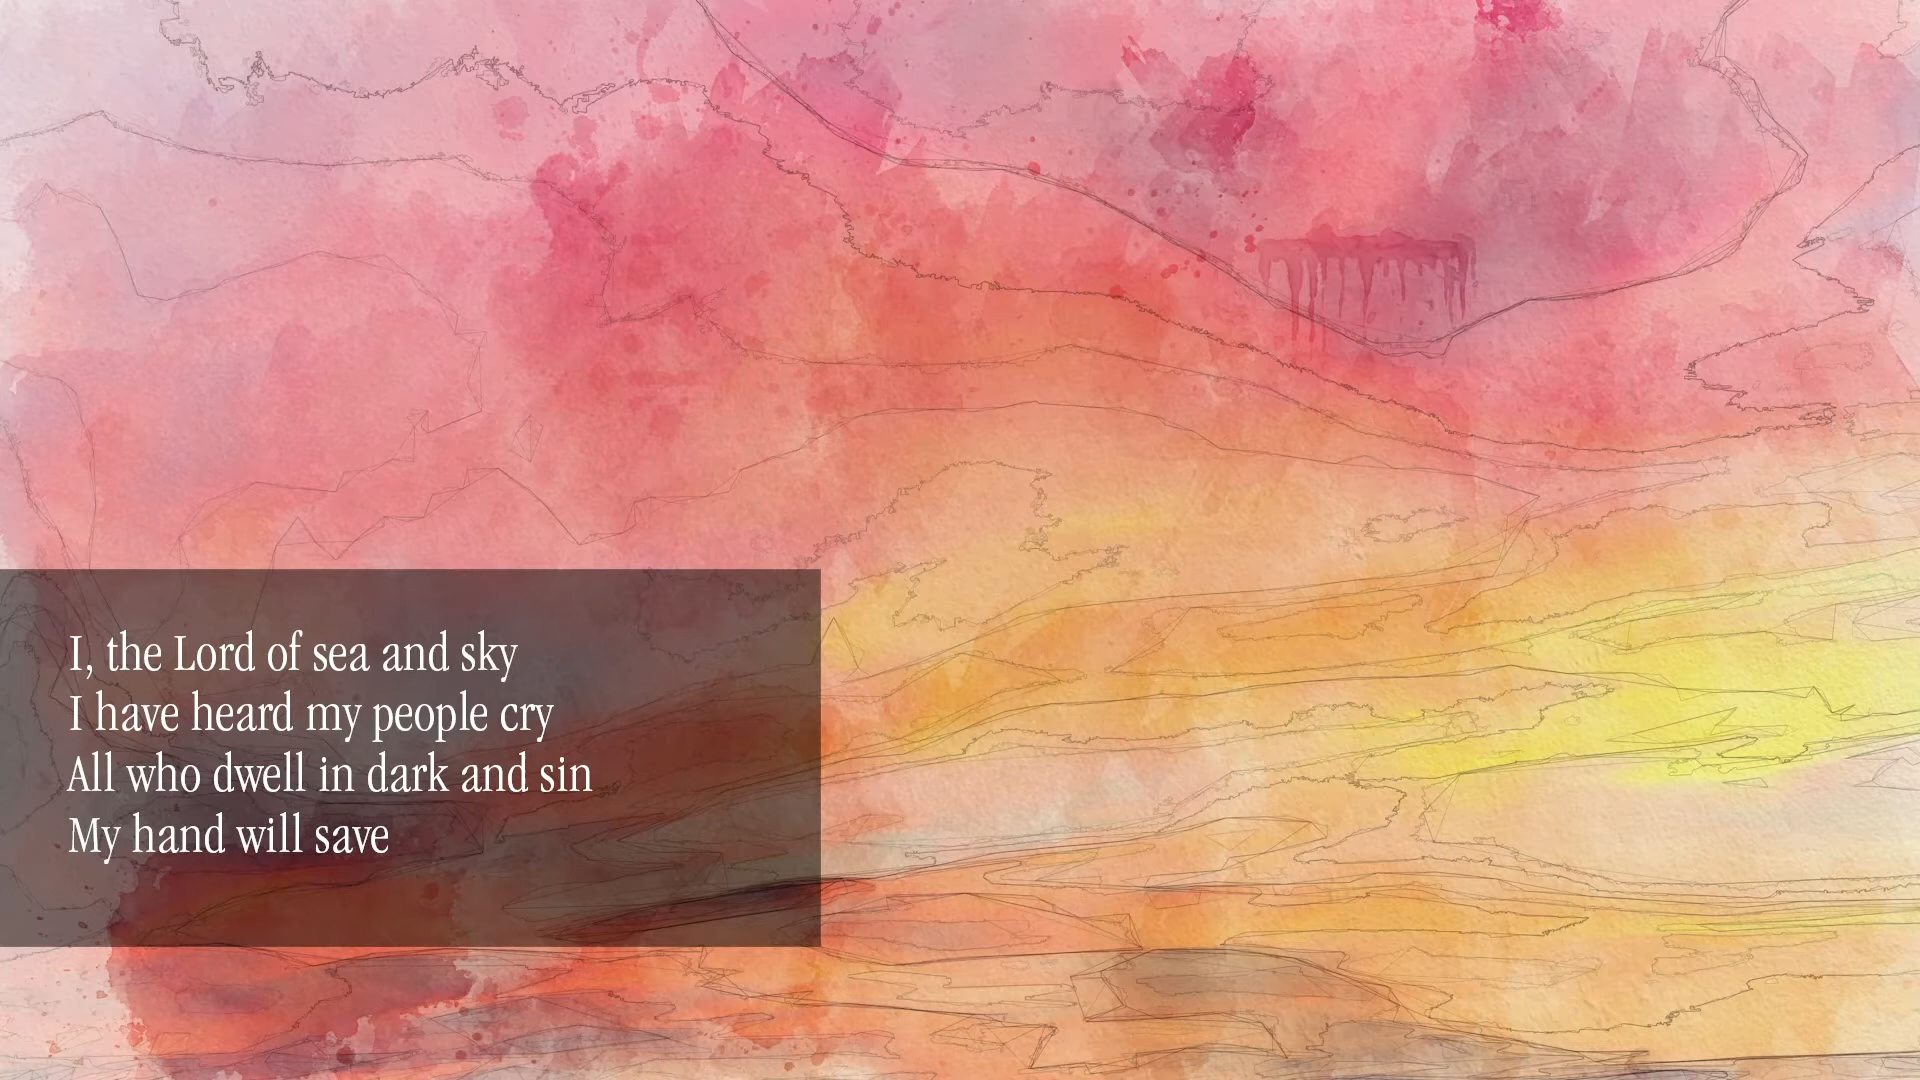 I, the Lord of sea and sky
I have heard my people cry
All who dwell in dark and sin
My hand will save